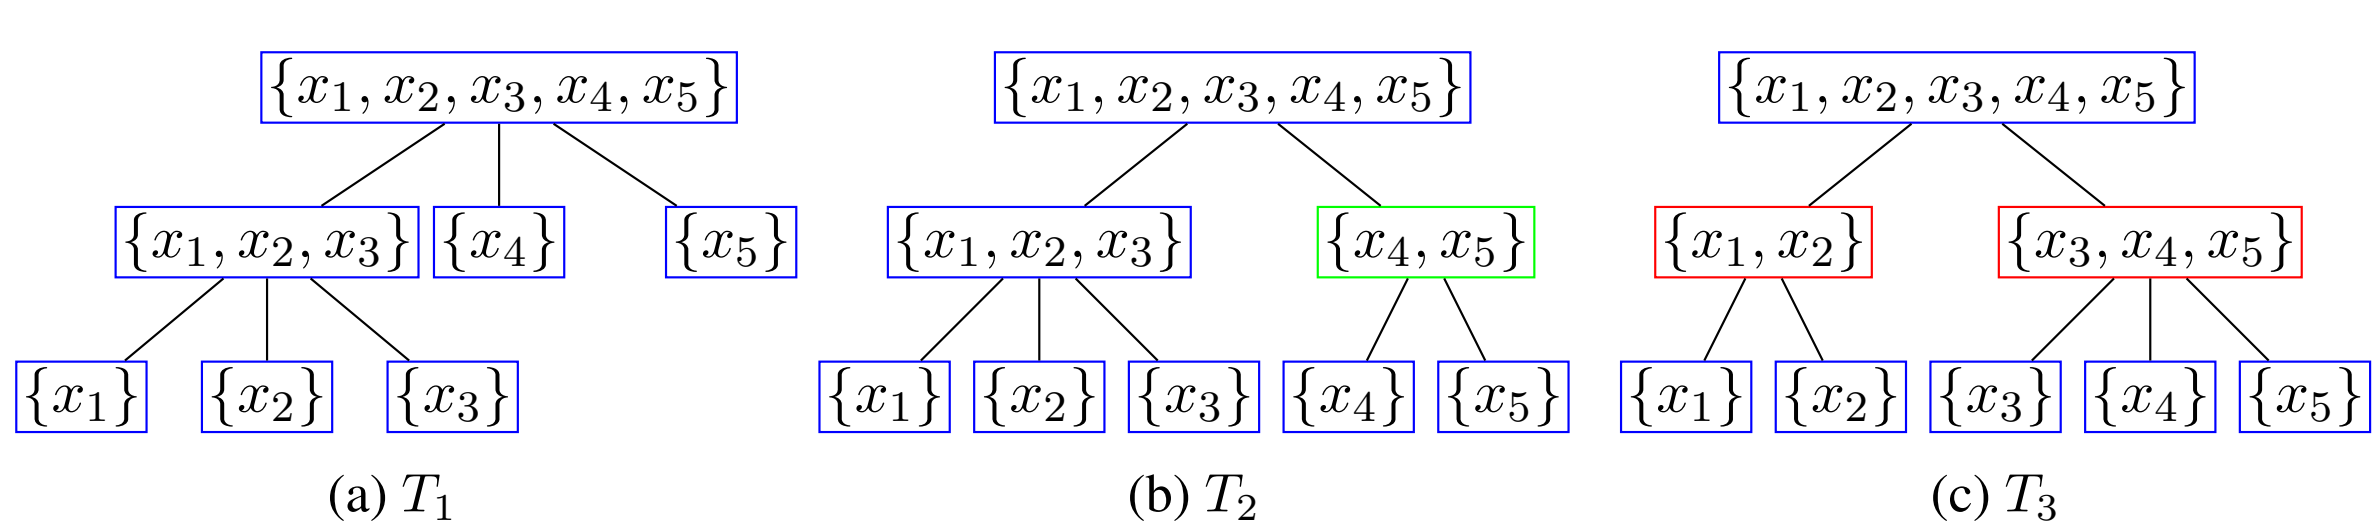 {x₁, x₂, x₃, x₄, x₅} {x₁, x₂, x₃, x₄, x₅} {x₁, x₂, x₃, x₄, x₅}
{x₁, x₂, x₃} {x₄} {x₅} {x₁, x₂, x₃} {x₄, x₅} {x₁, x₂} {x₃, x₄, x₅}
{x₁} {x₂} {x₃} {x₁} {x₂} {x₃} {x₄} {x₅} {x₁} {x₂} {x₃} {x₄} {x₅}
(a) T₁ (b) T₂ (c) T₃